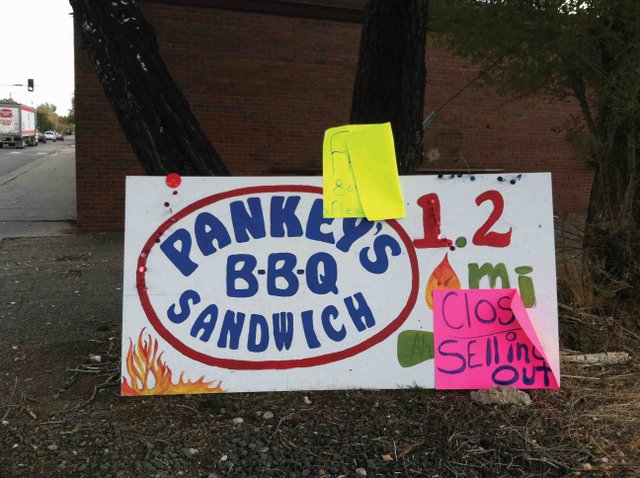 PANKEY'S
B-B-Q
SANDWICH
1.2
mi
Clos
SEllinG
OUT